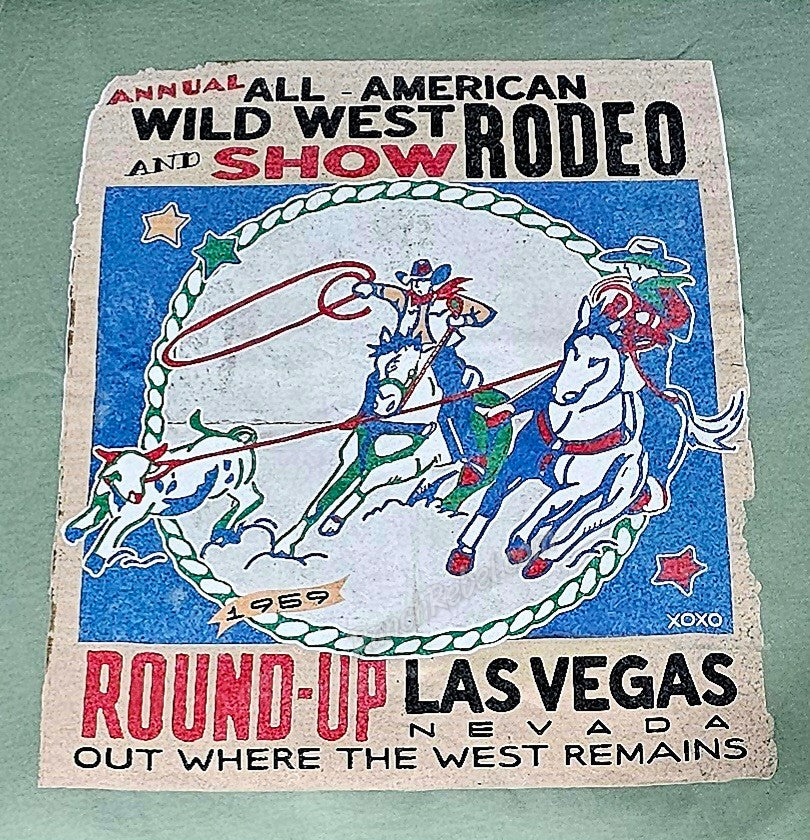 ANNUAL ALL-AMERICAN
WILD WEST RODEO
AND SHOW
1959
XOXO
ROUND-UP LAS VEGAS
NEVADA
OUT WHERE THE WEST REMAINS